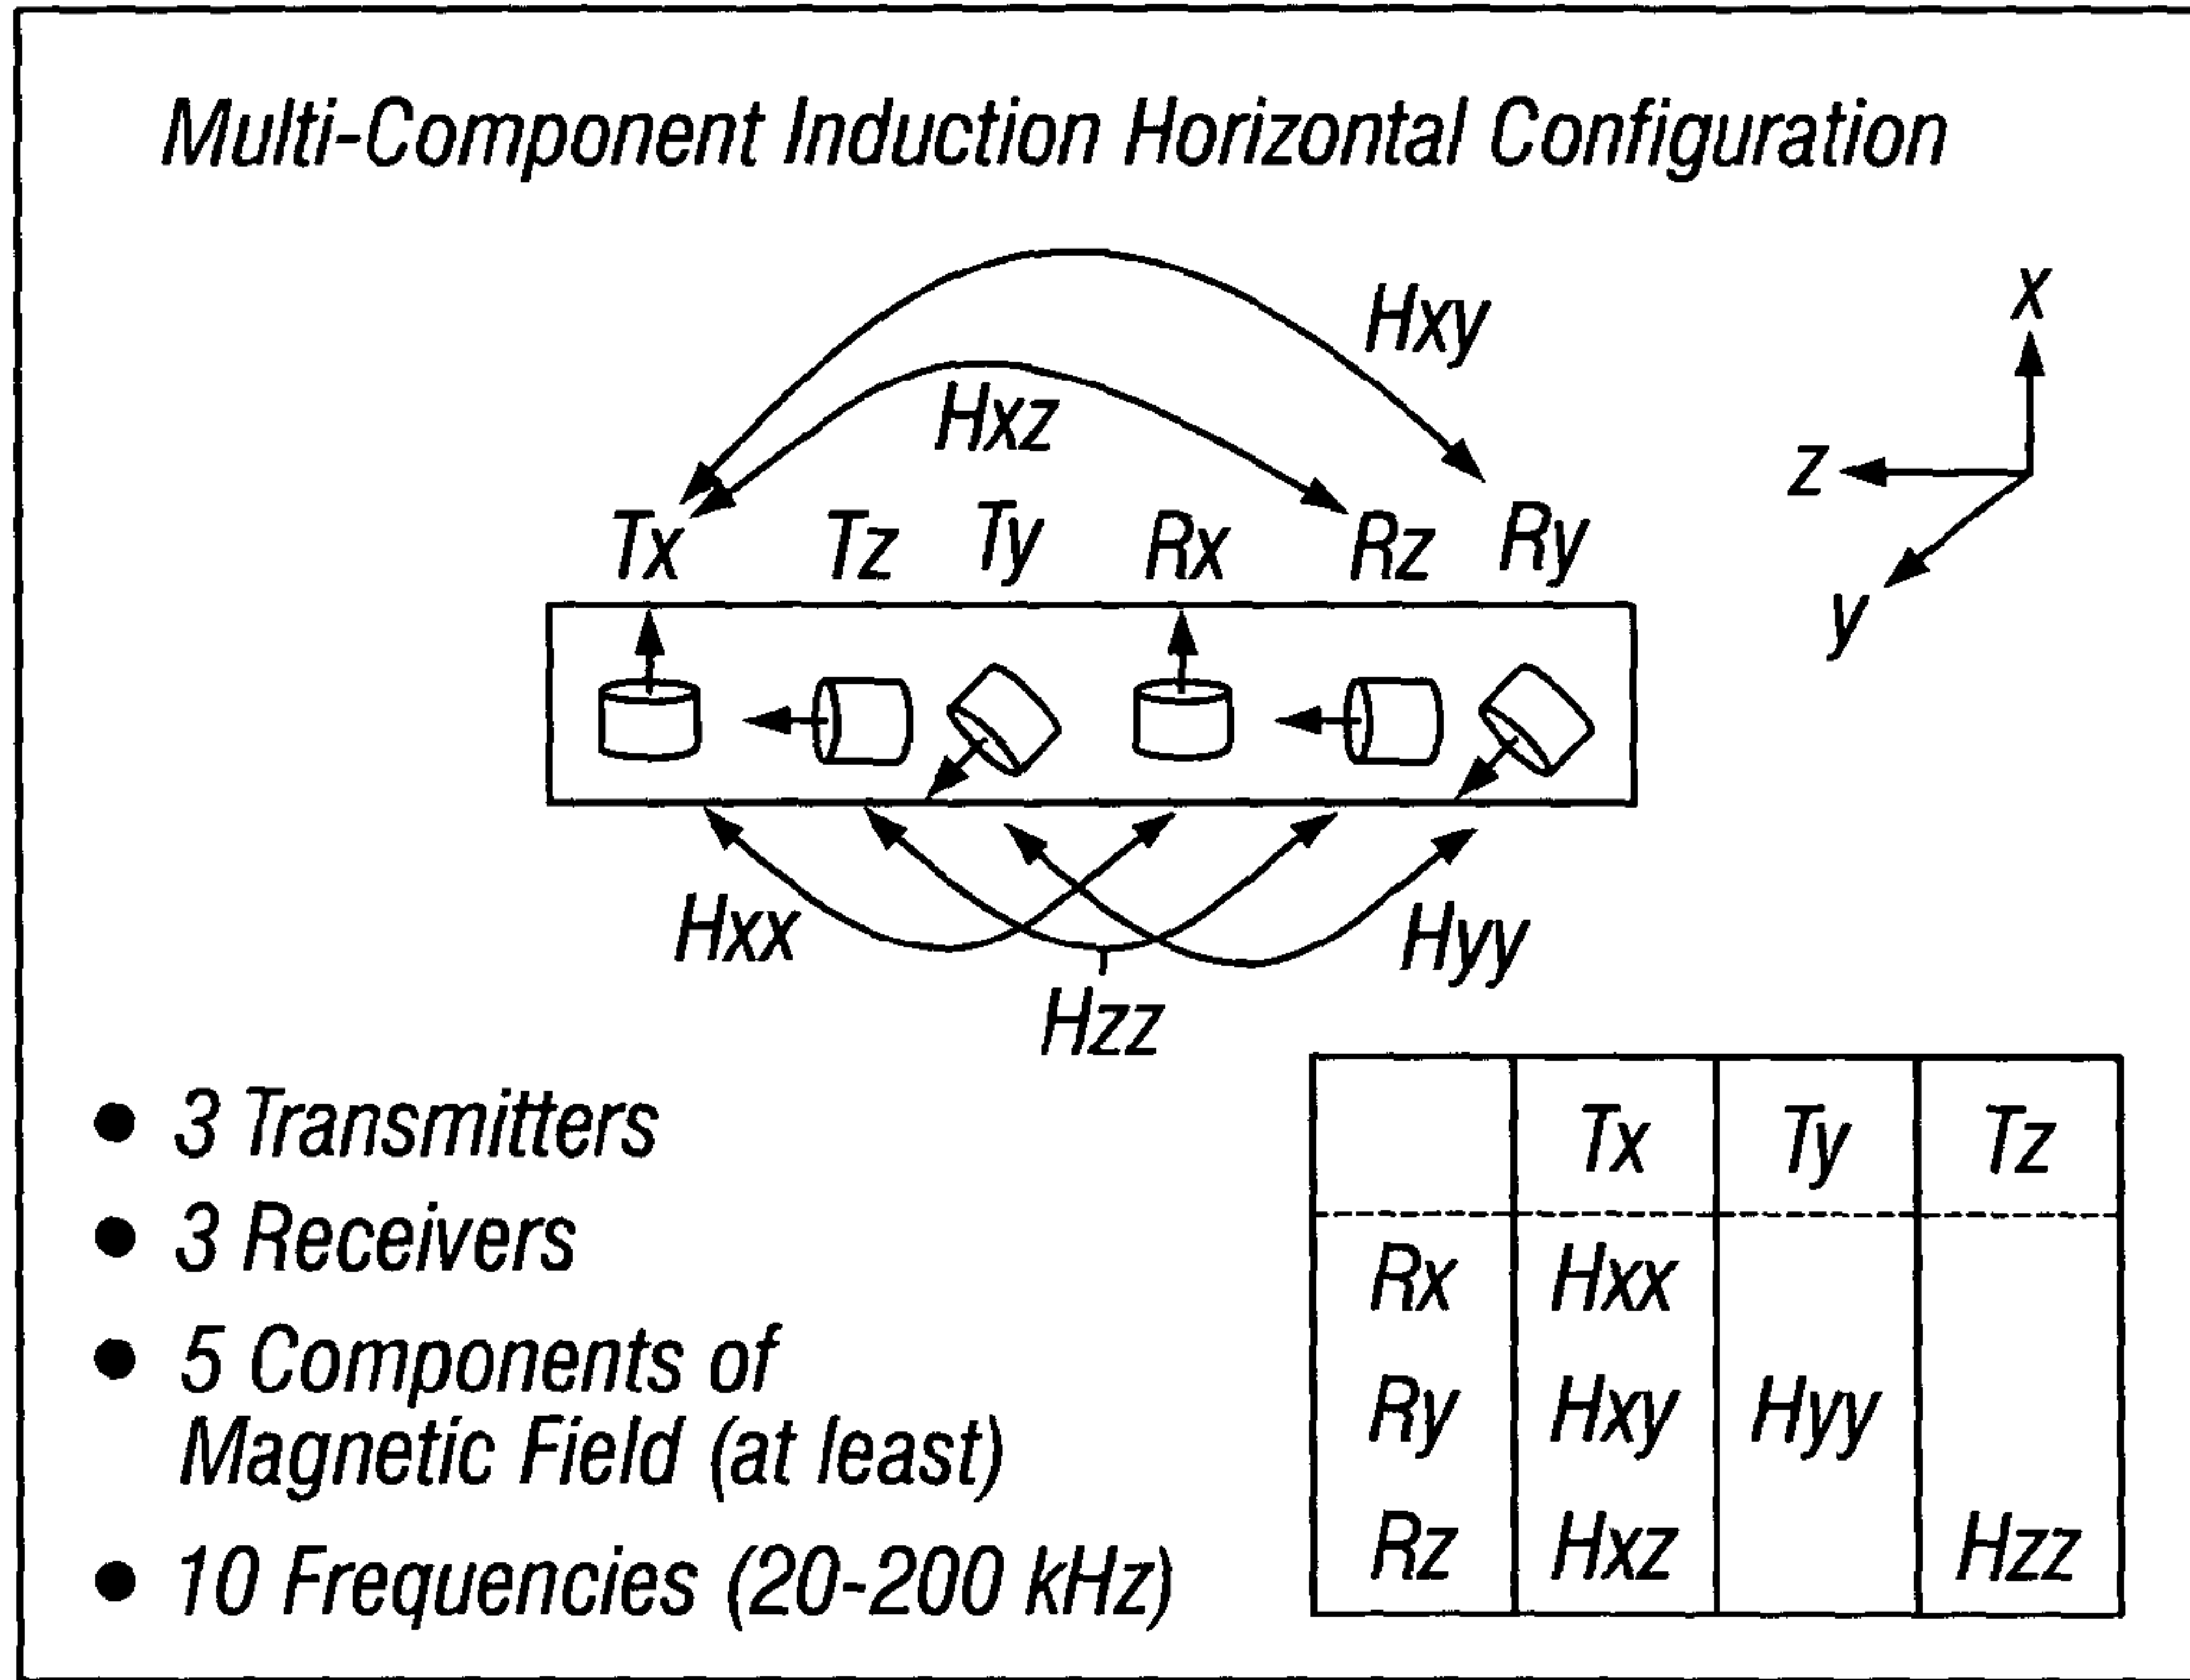 Multi-Component Induction Horizontal Configuration
Hxy
Hxz
x
z
y
Tx Tz Ty Rx Rz Ry
Hxx
Hyy
Hzz
● 3 Transmitters
● 3 Receivers
● 5 Components of
Magnetic Field (at least)
● 10 Frequencies (20-200 kHz)
Tx Ty Tz
Rx Hxx
Ry Hxy Hyy
Rz Hxz Hzz